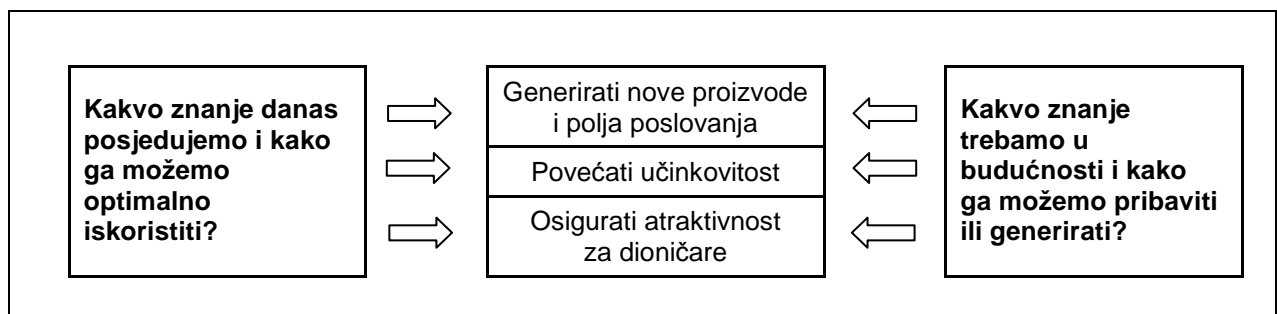 Kakvo znanje danas
posjedujemo i kako
ga možemo
optimalno
iskoristiti?
Generirati nove proizvode
i polja poslovanja
Povećati učinkovitost
Osigurati atraktivnost
za dioničare
Kakvo znanje
trebamo u
budućnosti i kako
ga možemo pribaviti
ili generirati?